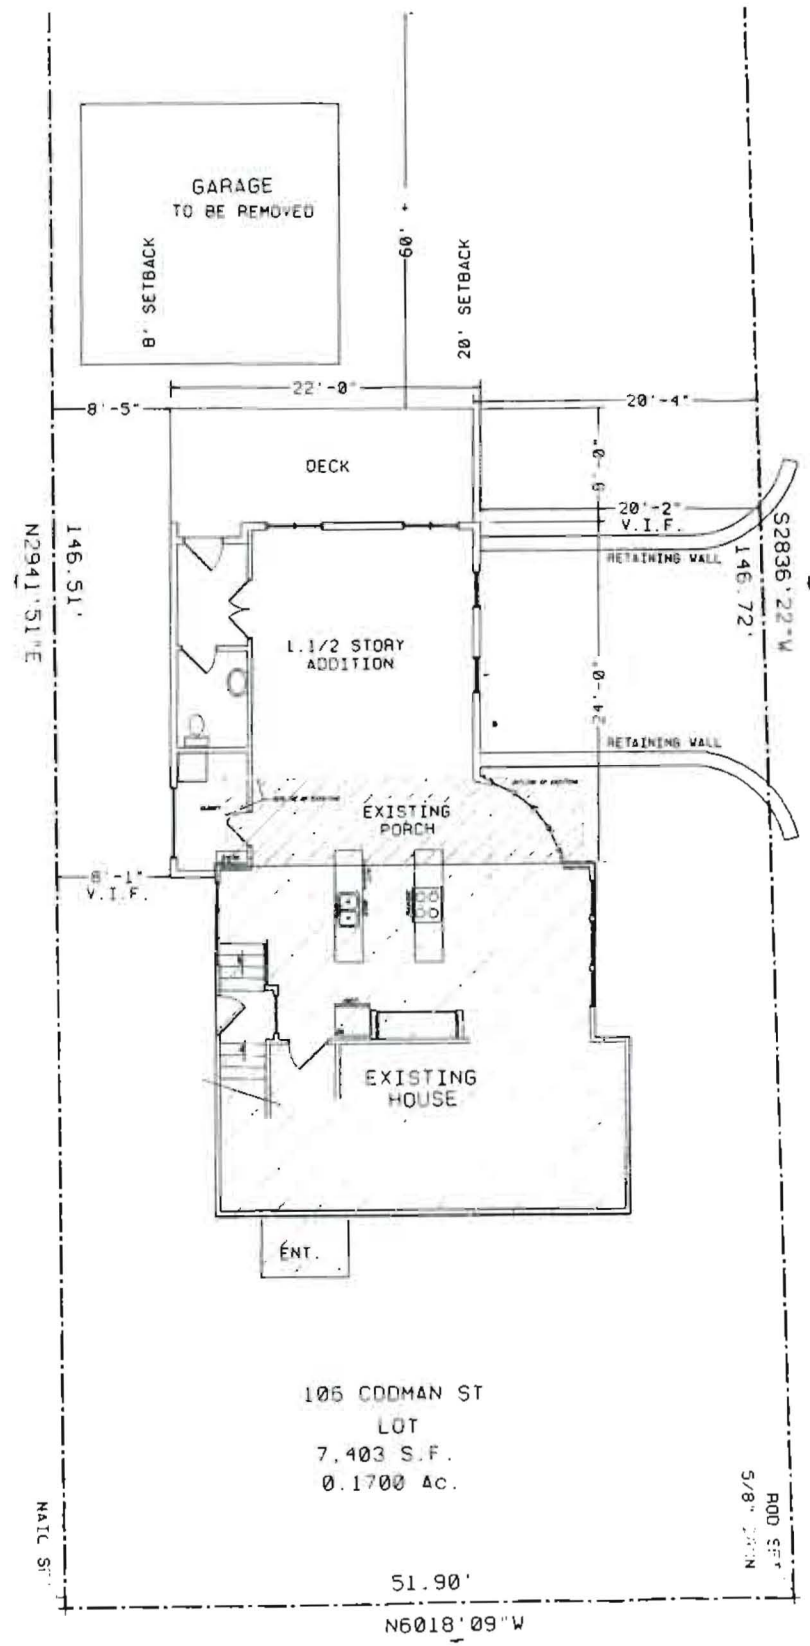 GARAGE
TO BE REMOVED
8' SETBACK
60' +
20' SETBACK
22'-0"
8'-5"
20'-4"
DECK
20'-2"
V.I.F.
RETAINING WALL
N2941'51"E
146.51'
S2836'22"W
146.72'
1.1/2 STORY
ADDITION
24'-0"
RETAINING WALL
EXISTING
PORCH
8'-1"
V.I.F.
EXISTING
HOUSE
ENT.
105 CODMAN ST
LOT
7,403 S.F.
0.1700 Ac.
51.90'
N6018'09"W